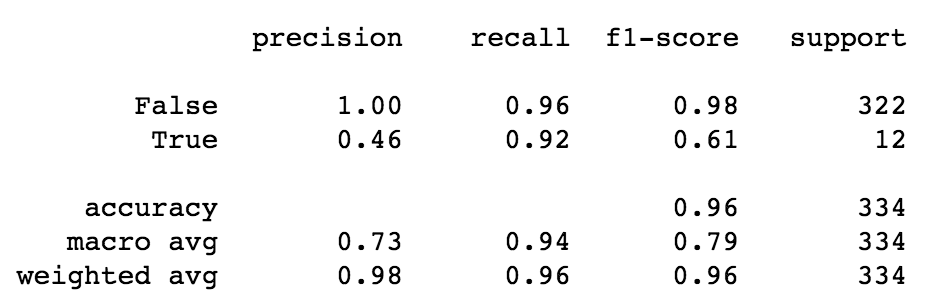 precision recall f1-score support
False 1.00 0.96 0.98 322
True 0.46 0.92 0.61 12
accuracy 0.96 334
macro avg 0.73 0.94 0.79 334
weighted avg 0.98 0.96 0.96 334